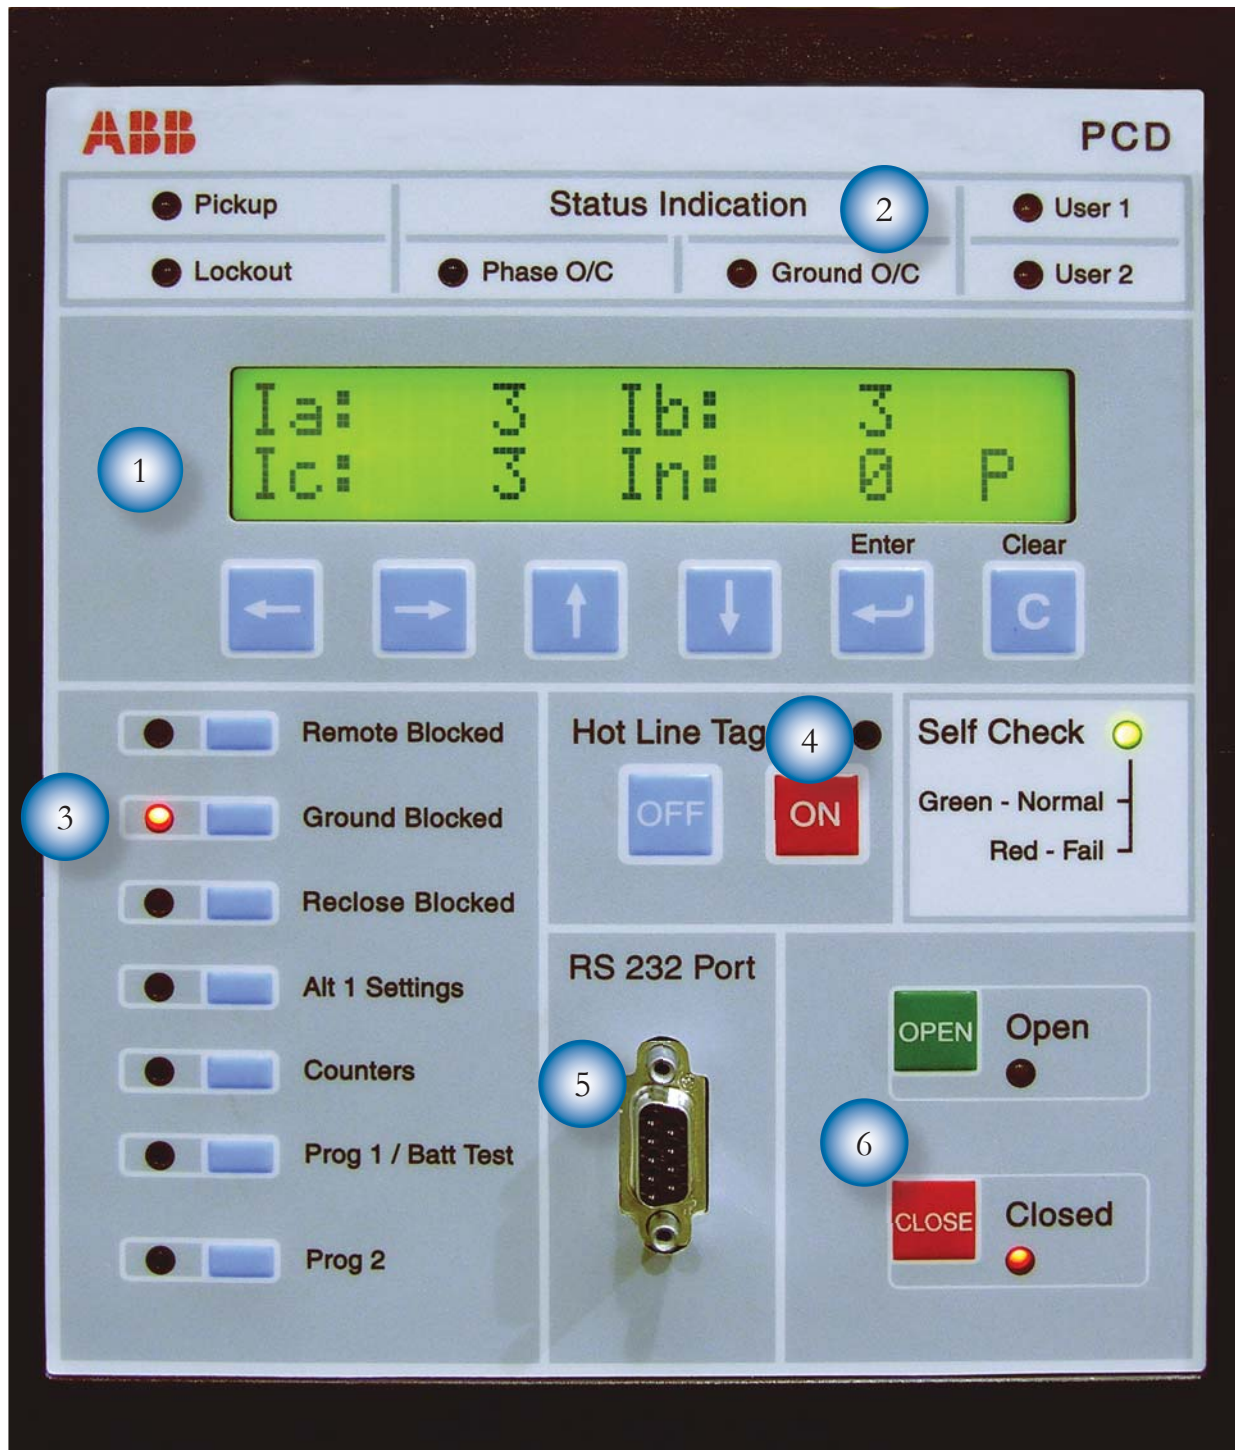 ABB
PCD
Pickup
Status Indication
2
User 1
Lockout
Phase O/C
Ground O/C
User 2
Ia: 3 Ib: 3
Ic: 3 In: 0 P
1
Enter
Clear
C
Remote Blocked
3
Ground Blocked
Reclose Blocked
Alt 1 Settings
Counters
Prog 1 / Batt Test
Prog 2
Hot Line Tag
4
OFF
ON
Self Check
Green - Normal
Red - Fail
RS 232 Port
5
OPEN
Open
6
CLOSE
Closed